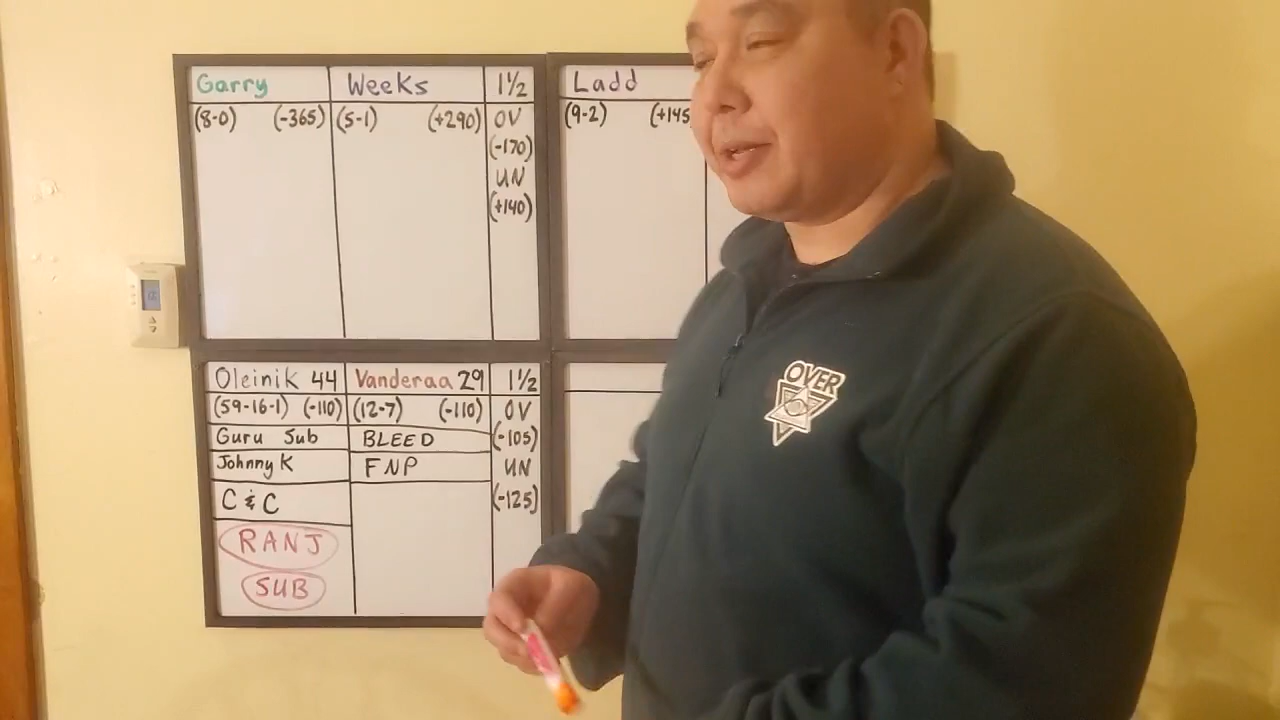 Garry Weeks 1½
(8-0) (-365) (5-1) (+290) OV
(-170)
UN
(+140)
Ladd
(9-2) (+145
Oleinik 44 Vanderaa 29 1½
(59-16-1) (-110) (12-7) (-110) OV
Guru Sub BLEED (-105)
Johnny K FNP UN
C & C (-125)
RANJ
SUB
OVER